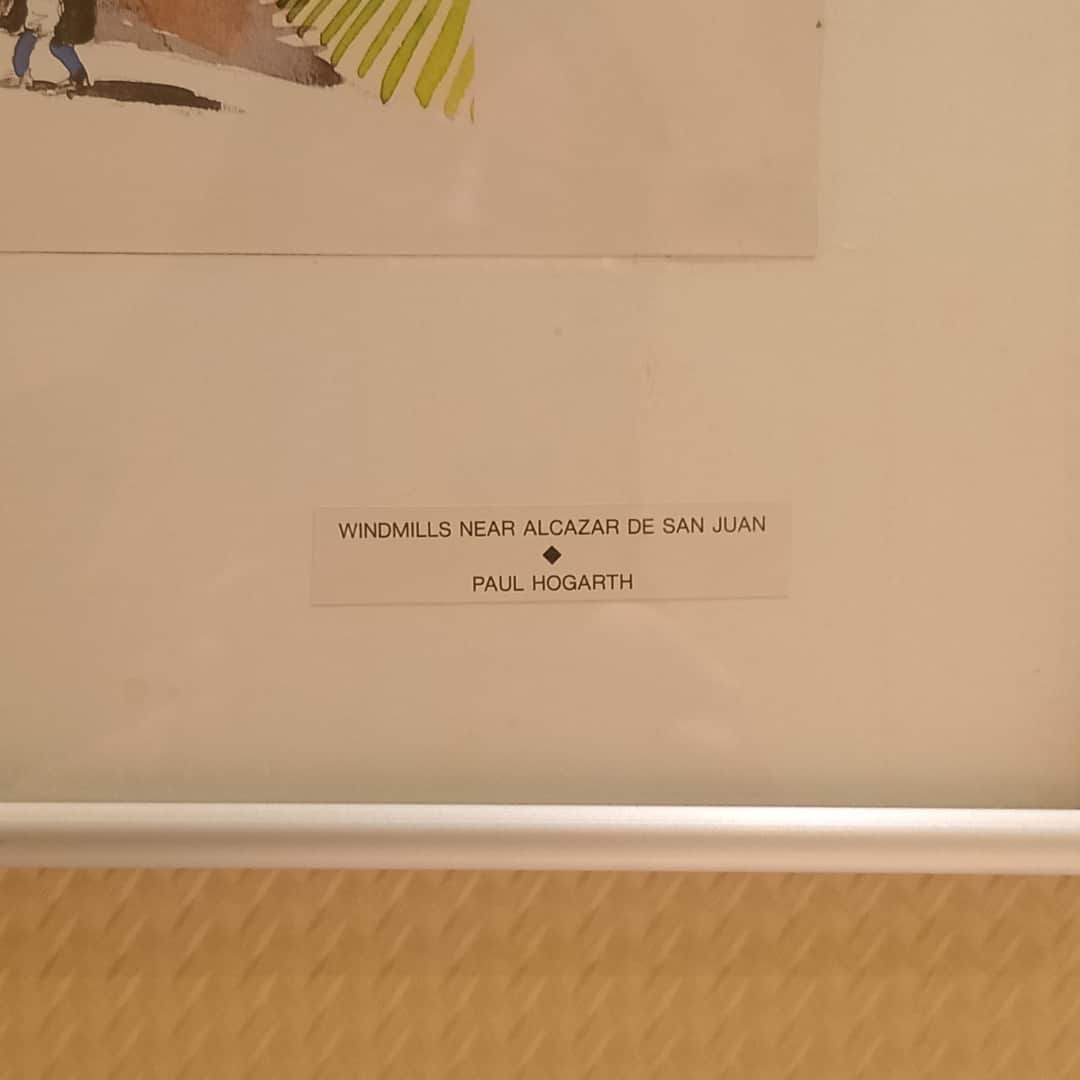 WINDMILLS NEAR ALCAZAR DE SAN JUAN
◆
PAUL HOGARTH